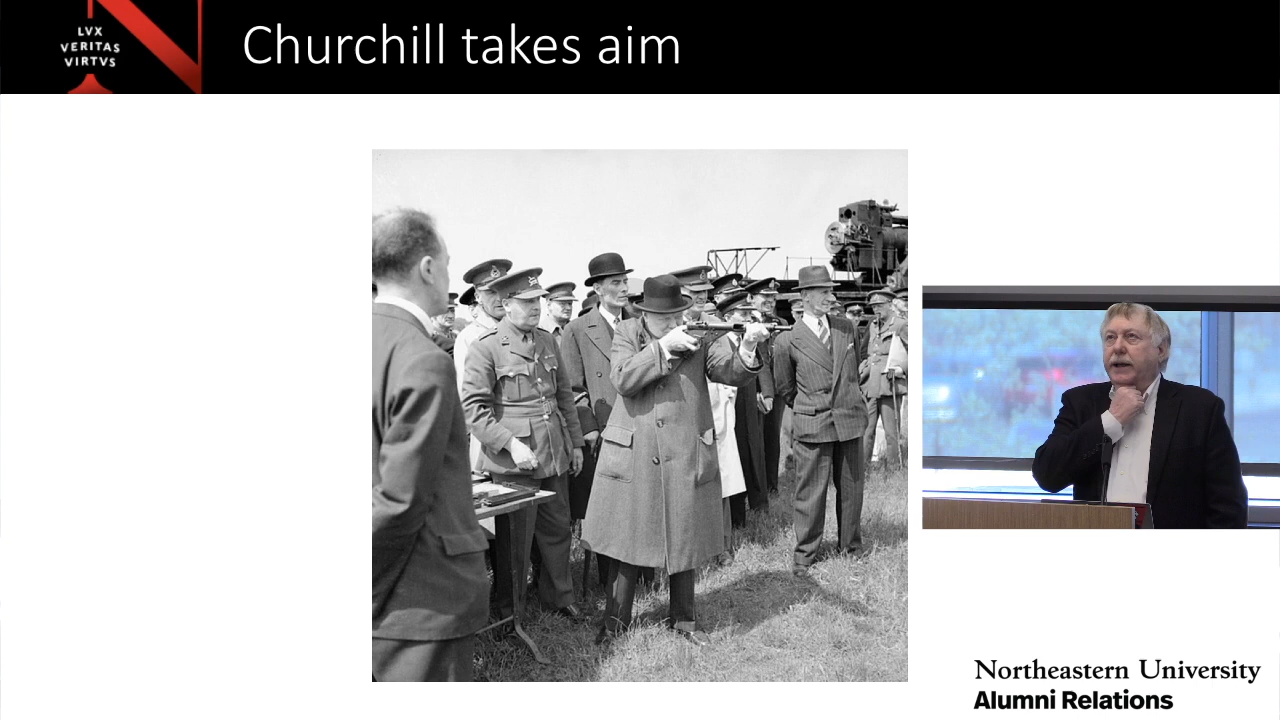 LVX
VERITAS
VIRTVS
Churchill takes aim
Northeastern University
Alumni Relations